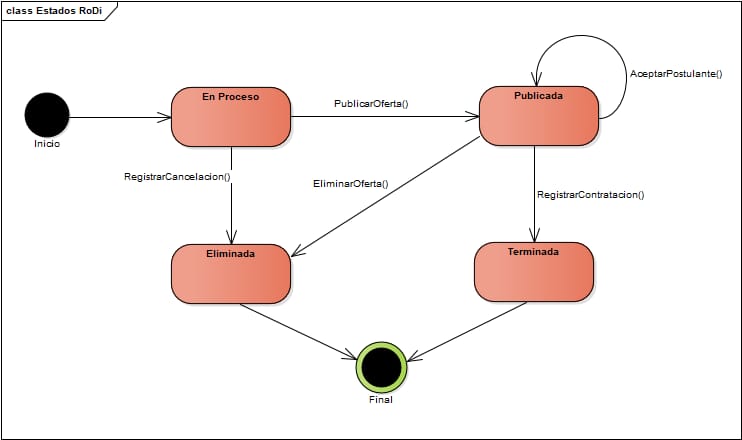 class Estados RoDi
AceptarPostulante()
En Proceso
Publicada
PublicarOferta()
Inicio
RegistrarCancelacion()
EliminarOferta()
RegistrarContratacion()
Eliminada
Terminada
Final